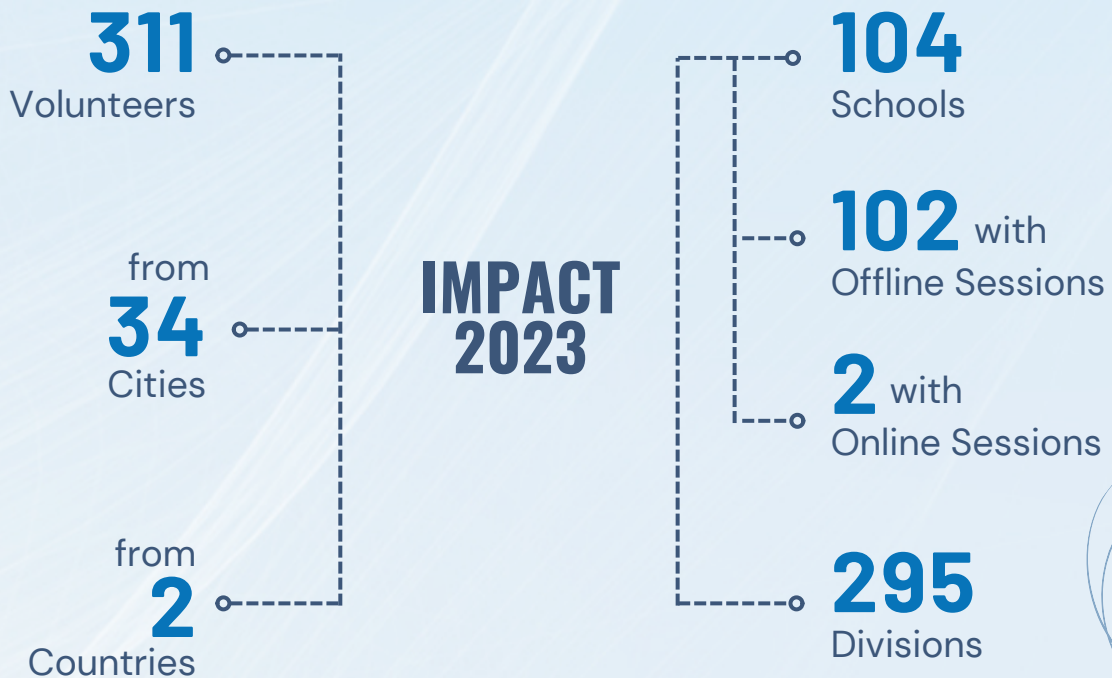 311
Volunteers
from
34
Cities
from
2
Countries
IMPACT
2023
104
Schools
102 with
Offline Sessions
2 with
Online Sessions
295
Divisions